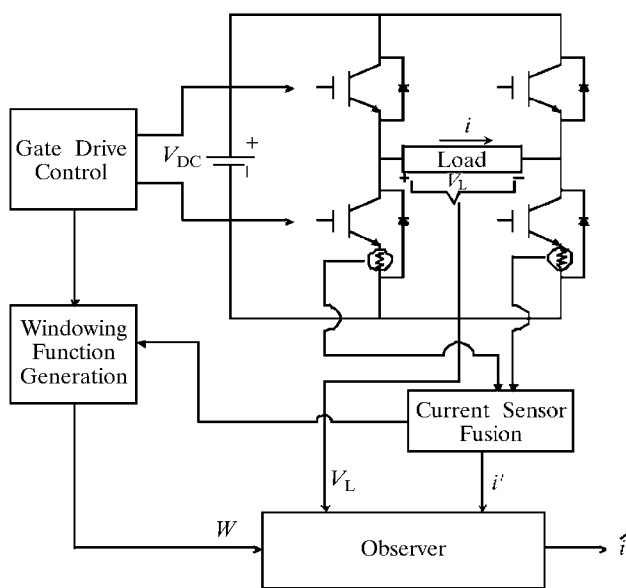 i
Gate Drive
Control
V_DC
+
Load
+ V_L −
Windowing
Function
Generation
Current Sensor
Fusion
V_L
i'
W
Observer
î